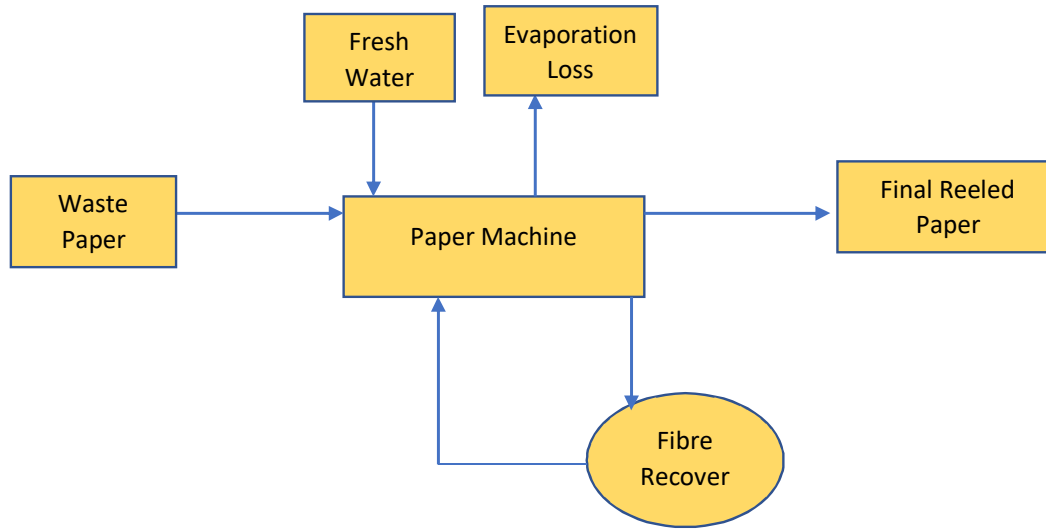 Fresh
Water
Evaporation
Loss
Waste
Paper
Paper Machine
Final Reeled
Paper
Fibre
Recover